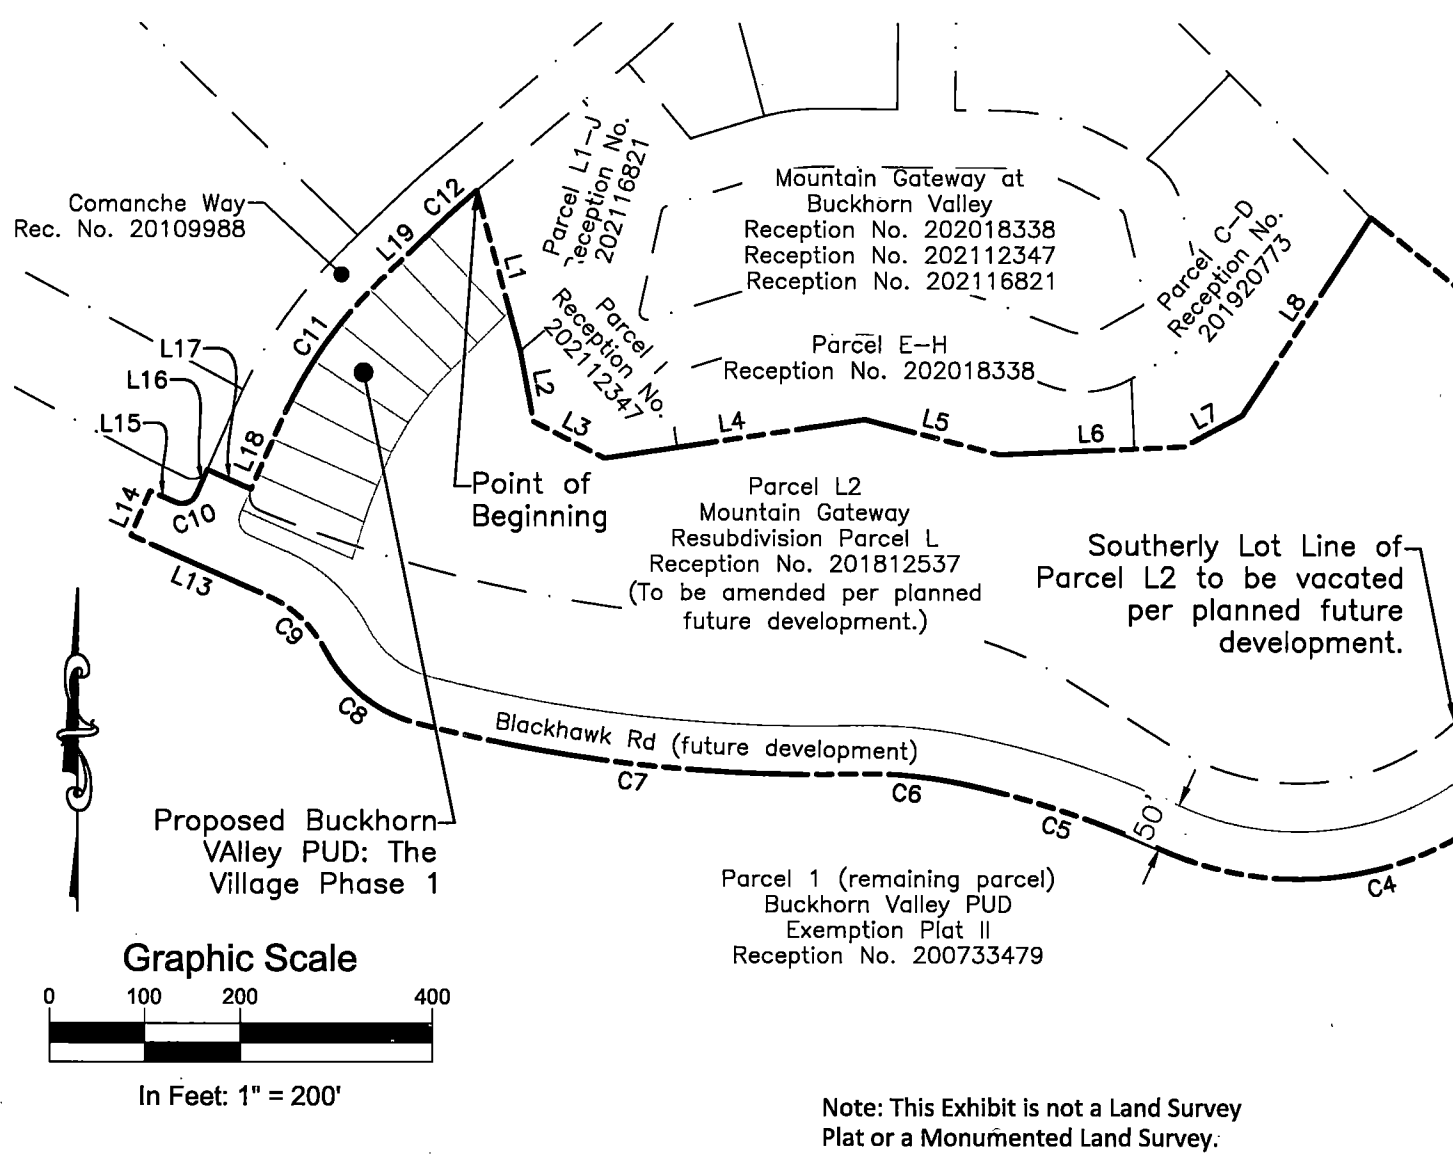 Comanche Way
Rec. No. 20109988
Parcel L1-J
Reception No.
202116821
Mountain Gateway at
Buckhorn Valley
Reception No. 202018338
Reception No. 202112347
Reception No. 202116821
Parcel C-D
Reception No.
201920773
Parcel I
Reception No.
202112347
Parcel E-H
Reception No. 202018338
C12
L19
C11
L1
L2
L3
L4
L5
L6
L7
L8
L17
L16
L15
L18
L14
C10
L13
C9
C8
C7
C6
C5
C4
50'
Point of
Beginning
Parcel L2
Mountain Gateway
Resubdivision Parcel L
Reception No. 201812537
(To be amended per planned
future development.)
Southerly Lot Line of
Parcel L2 to be vacated
per planned future
development.
Blackhawk Rd (future development)
Proposed Buckhorn
VAlley PUD: The
Village Phase 1
Parcel 1 (remaining parcel)
Buckhorn Valley PUD
Exemption Plat II
Reception No. 200733479
Graphic Scale
0 100 200 400
In Feet: 1" = 200'
Note: This Exhibit is not a Land Survey
Plat or a Monumented Land Survey.